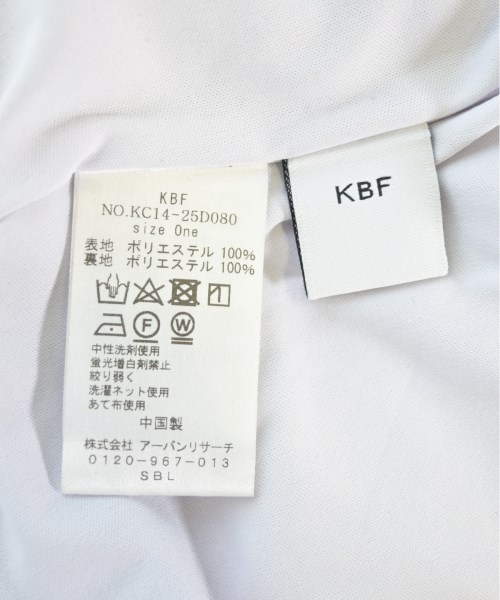 KBF
NO.KC14-25D080
size One
表地 ポリエステル 100%
裏地 ポリエステル 100%
F W
中性洗剤使用
蛍光増白剤禁止
絞り弱く
洗濯ネット使用
あて布使用
中国製
株式会社 アーバンリサーチ
0120-967-013
SBL
KBF